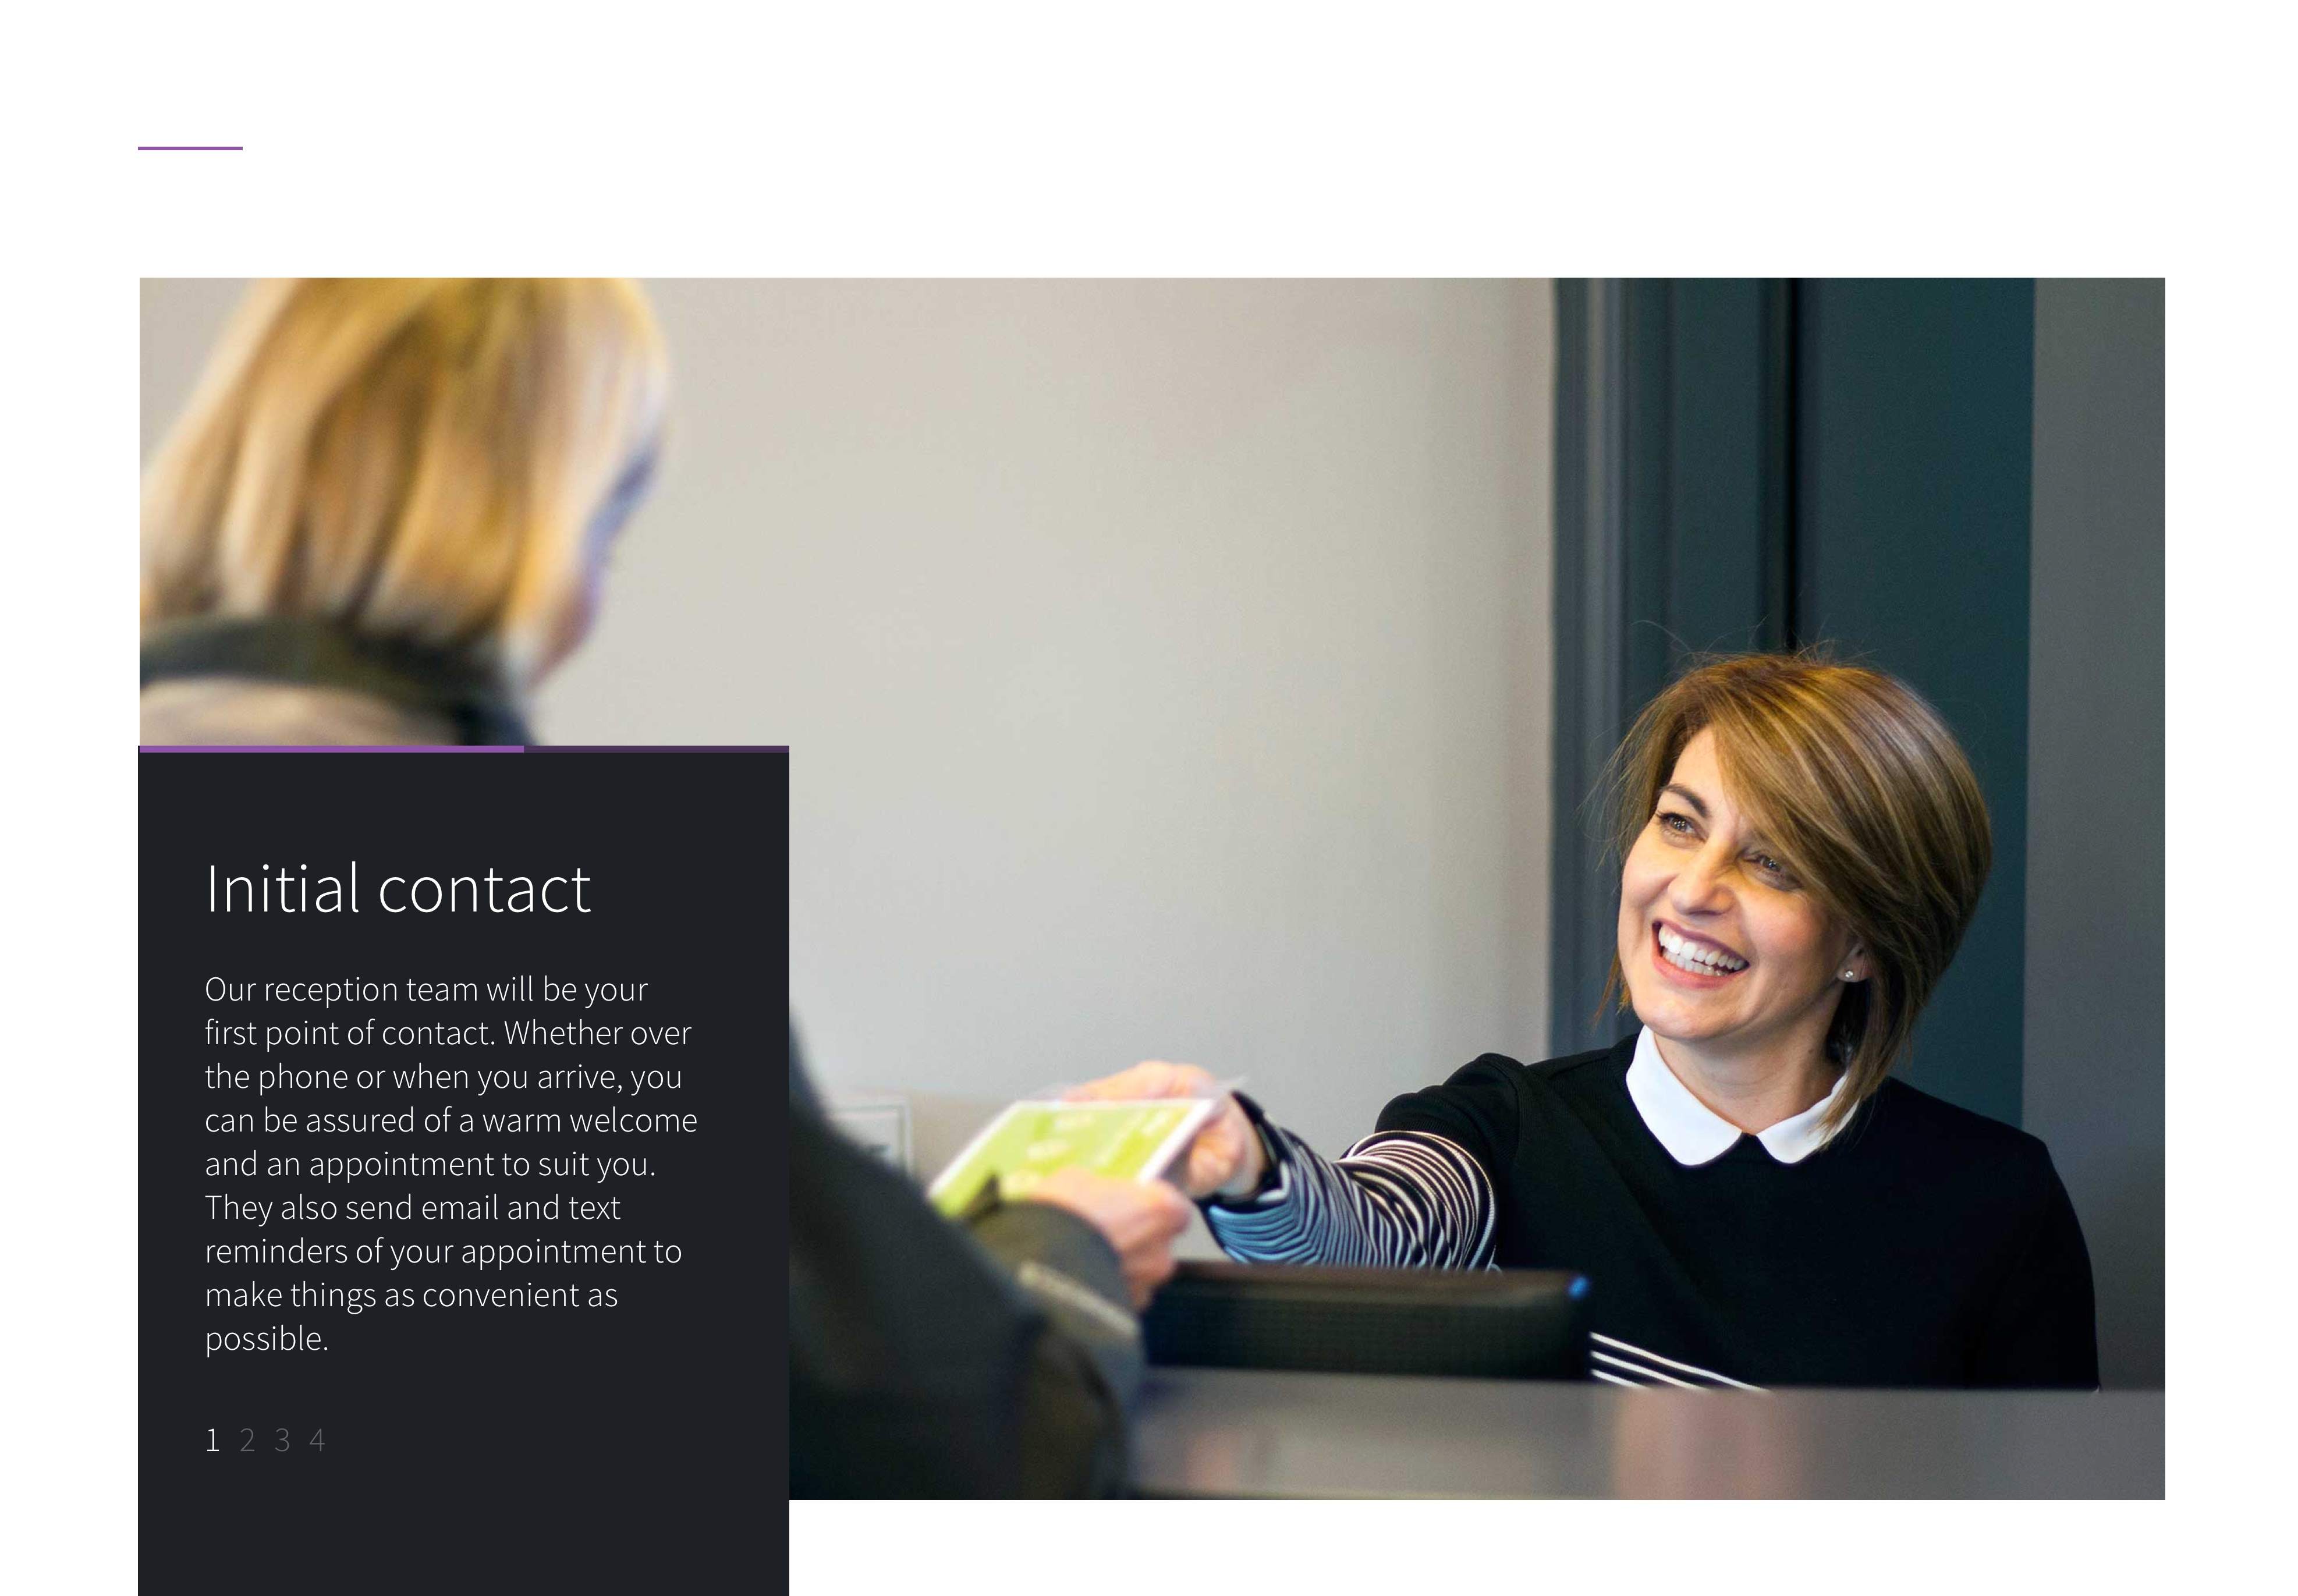 Initial contact
Our reception team will be your
first point of contact. Whether over
the phone or when you arrive, you
can be assured of a warm welcome
and an appointment to suit you.
They also send email and text
reminders of your appointment to
make things as convenient as
possible.
1 2 3 4